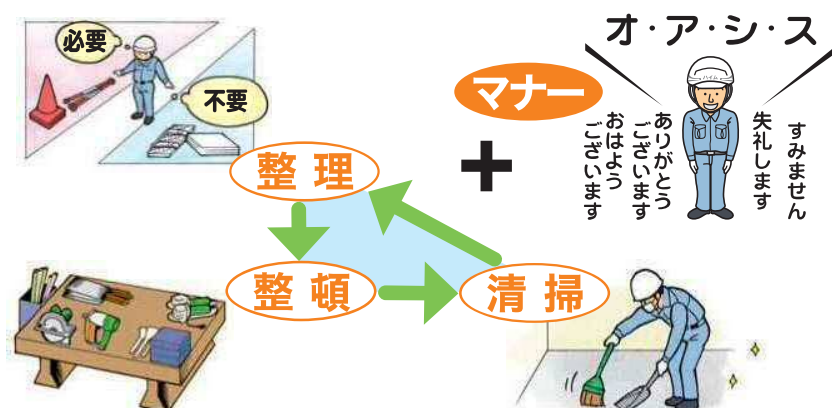 必要
不要
整理
整頓
清掃
+
マナー
オ・ア・シ・ス
おはよう
ございます
ありがとう
ございます
失礼します
すみません